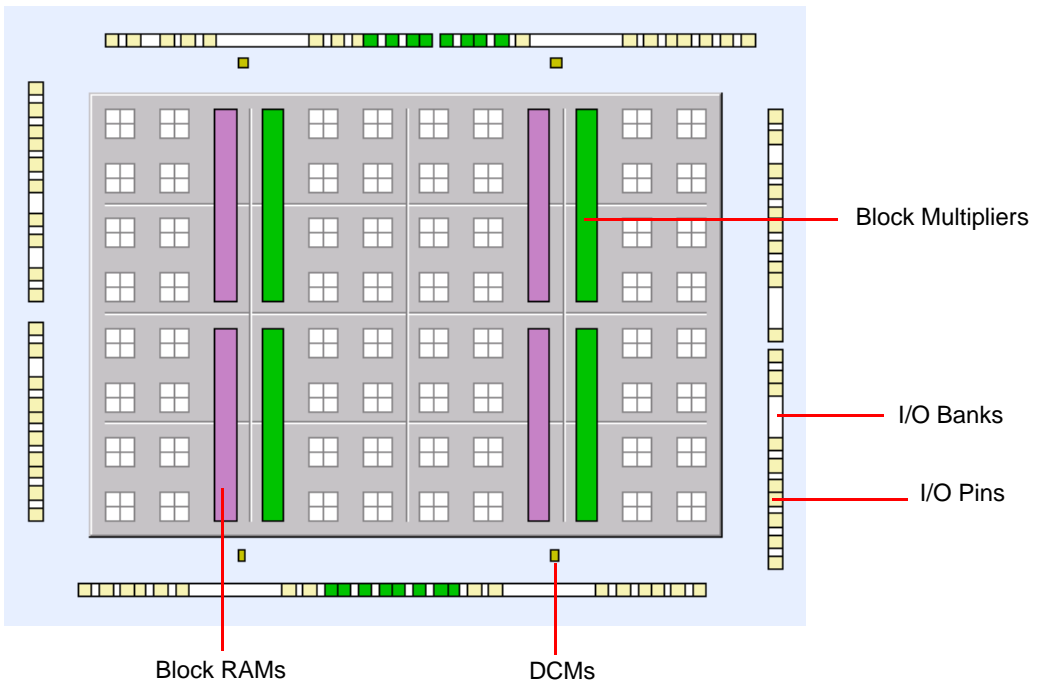 Block Multipliers
I/O Banks
I/O Pins
Block RAMs
DCMs